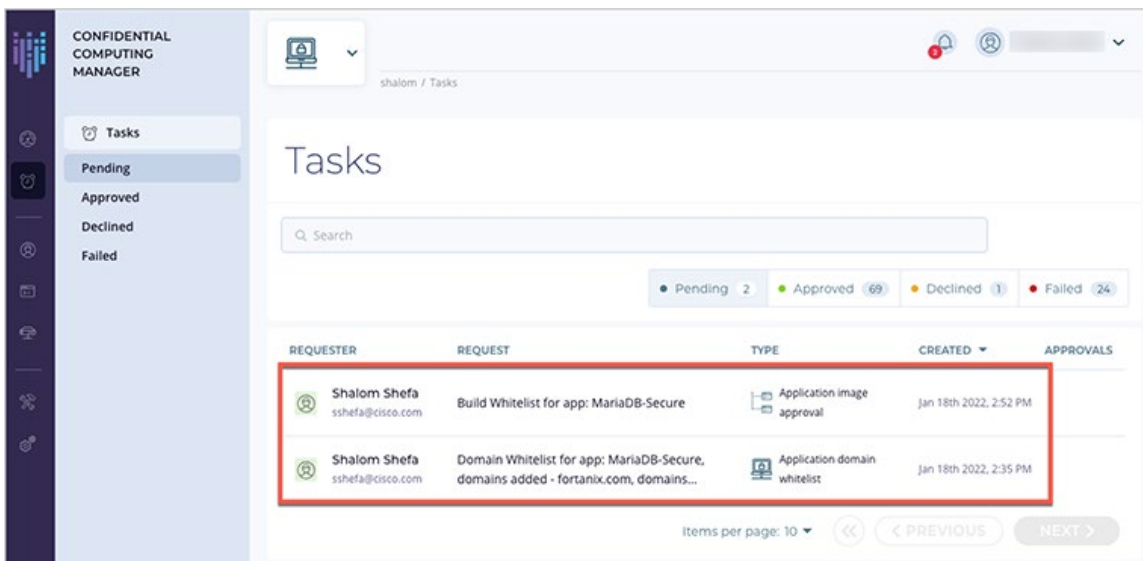 CONFIDENTIAL
COMPUTING
MANAGER
shalom / Tasks
3
Tasks
Pending
Approved
Declined
Failed
Tasks
Search
Pending 2
Approved 69
Declined 1
Failed 24
REQUESTER REQUEST TYPE CREATED APPROVALS
Shalom Shefa
sshefa@cisco.com
Build Whitelist for app: MariaDB-Secure
Application image
approval
Jan 18th 2022, 2:52 PM
Shalom Shefa
sshefa@cisco.com
Domain Whitelist for app: MariaDB-Secure,
domains added - fortanix.com, domains...
Application domain
whitelist
Jan 18th 2022, 2:35 PM
Items per page: 10
PREVIOUS
NEXT